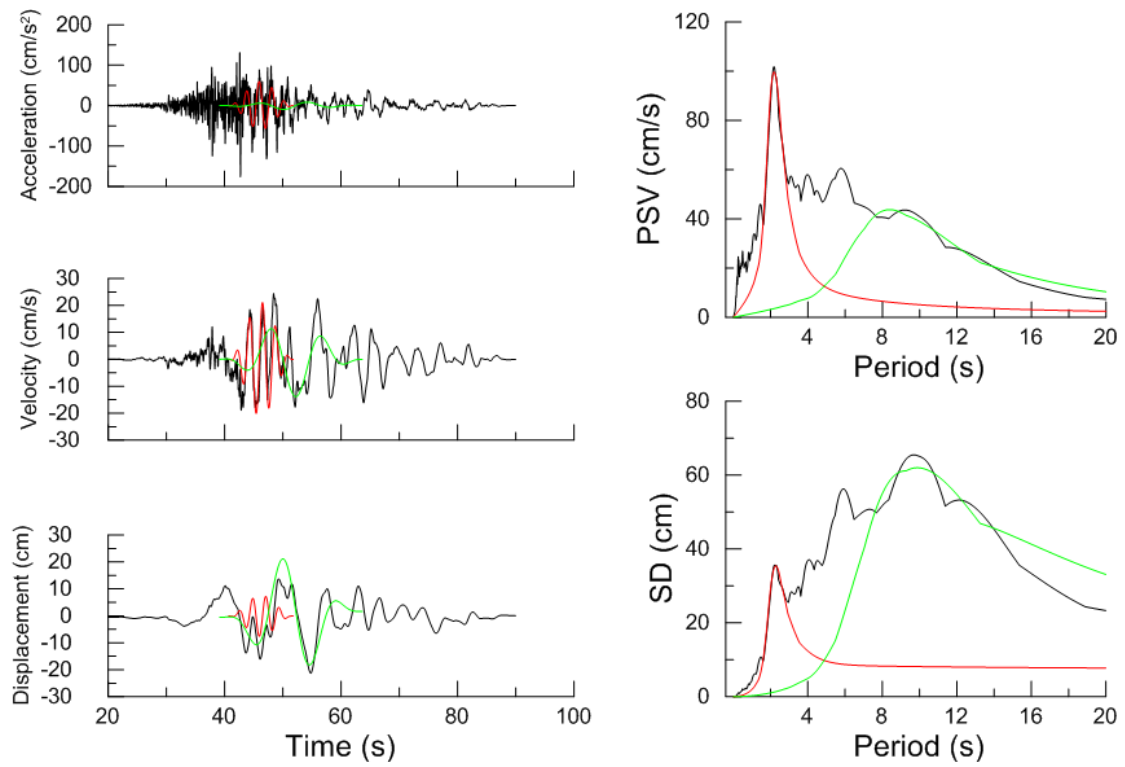 Acceleration (cm/s²)
200
100
0
-100
-200
Velocity (cm/s)
30
20
10
0
-10
-20
-30
Displacement (cm)
30
20
10
0
-10
-20
-30
20 40 60 80 100
Time (s)
PSV (cm/s)
120
80
40
0
4 8 12 16 20
Period (s)
SD (cm)
80
60
40
20
0
4 8 12 16 20
Period (s)